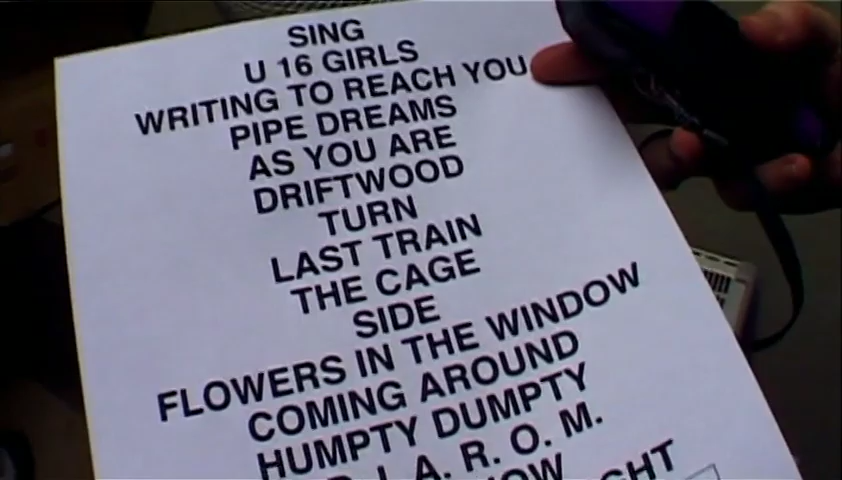 SING
U 16 GIRLS
WRITING TO REACH YOU
PIPE DREAMS
AS YOU ARE
DRIFTWOOD
TURN
LAST TRAIN
THE CAGE
SIDE
FLOWERS IN THE WINDOW
COMING AROUND
HUMPTY DUMPTY
A. R. O. M.